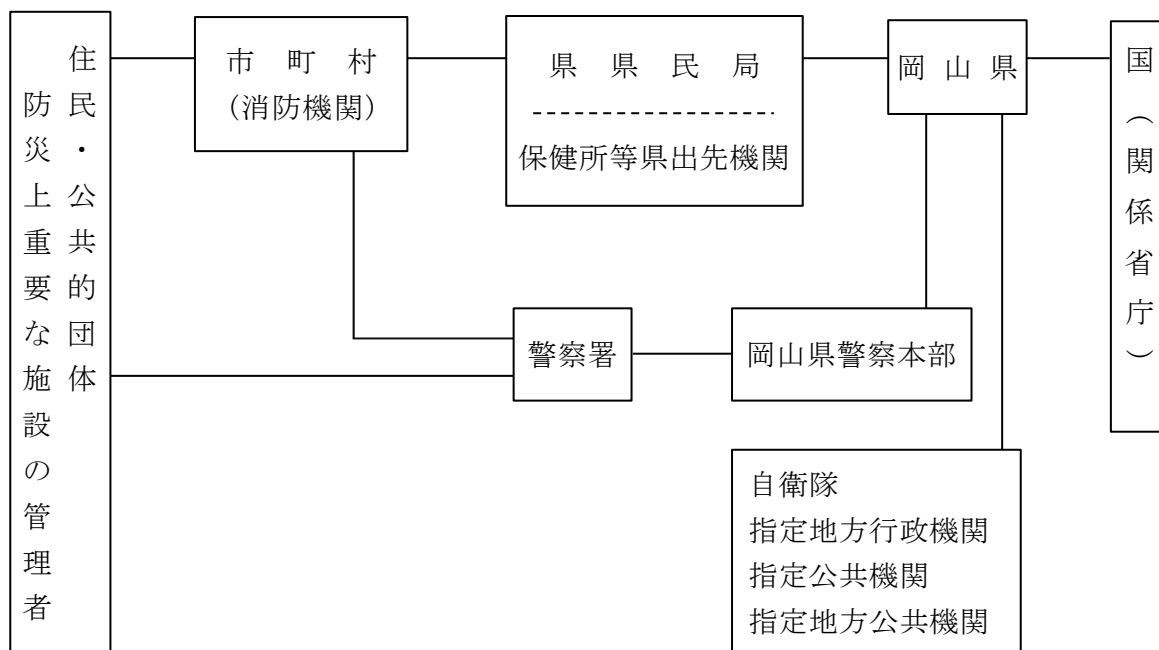 住民・公共的団体
防災上重要な施設の管理者
市町村
（消防機関）
県県民局
保健所等県出先機関
岡山県
国（関係省庁）
警察署
岡山県警察本部
自衛隊
指定地方行政機関
指定公共機関
指定地方公共機関